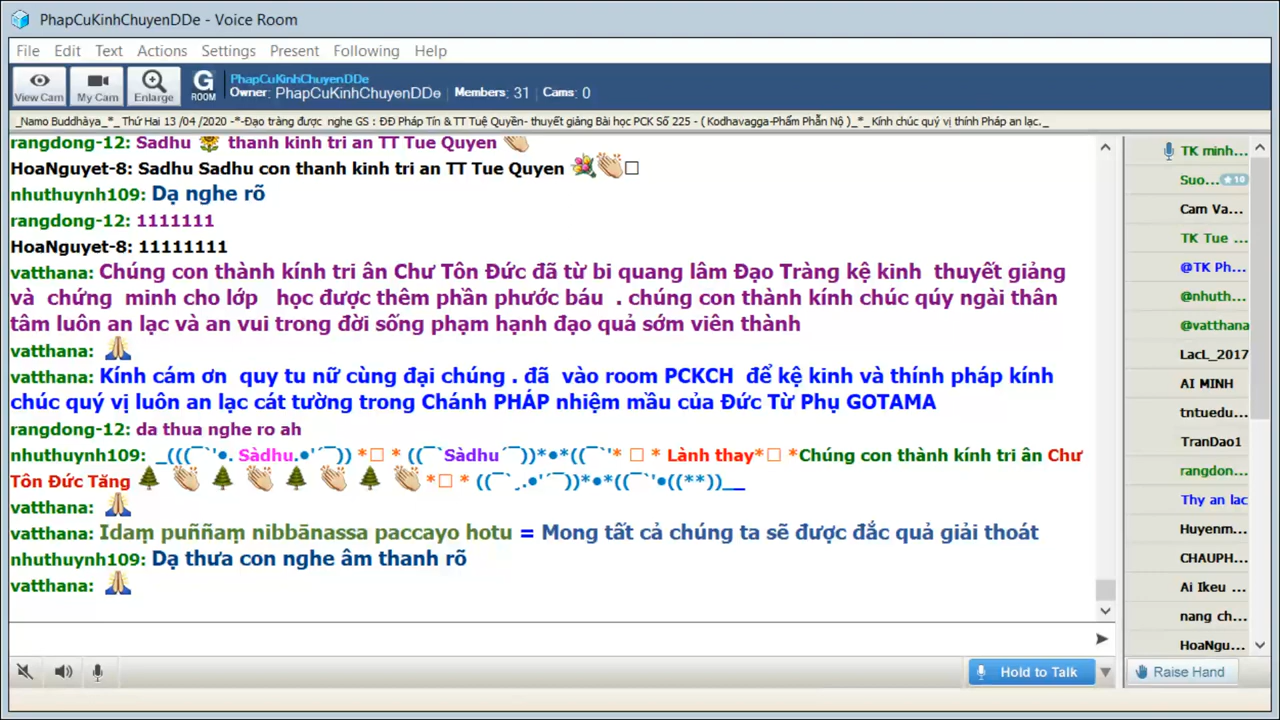 PhapCuKinhChuyenDDe - Voice Room
File Edit Text Actions Settings Present Following Help
View Cam My Cam Enlarge G ROOM
PhapCuKinhChuyenDDe
Owner: PhapCuKinhChuyenDDe Members: 31 Cams: 0
_Namo Buddhàya_*_ Thứ Hai 13 /04 /2020 -*-Đạo tràng được nghe GS : ĐĐ Pháp Tín & TT Tuệ Quyền- thuyết giảng Bài học PCK Số 225 - ( Kodhavagga-Phẩm Phẫn Nộ )_*_ Kính chúc quý vị thính Pháp an lạc._
rangdong-12: Sadhu 🌻 thanh kinh tri an TT Tue Quyen 👏
HoaNguyet-8: Sadhu Sadhu con thanh kinh tri an TT Tue Quyen 💐👏□
nhuthuynh109: Dạ nghe rõ
rangdong-12: 1111111
HoaNguyet-8: 11111111
vatthana: Chúng con thành kính tri ân Chư Tôn Đức đã từ bi quang lâm Đạo Tràng kệ kinh thuyết giảng
và chứng minh cho lớp học được thêm phần phước báu . chúng con thành kính chúc qúy ngài thân
tâm luôn an lạc và an vui trong đời sống phạm hạnh đạo quả sớm viên thành
vatthana: 🙏
vatthana: Kính cám ơn quy tu nữ cùng đại chúng . đã vào room PCKCH để kệ kinh và thính pháp kính
chúc quý vị luôn an lạc cát tường trong Chánh PHÁP nhiệm mầu của Đức Từ Phụ GOTAMA
rangdong-12: da thua nghe ro ah
nhuthuynh109: _(((¯`'•. Sàdhu.•'´¯)) *□ * ((¯`Sàdhu´¯))*•*((¯`'* □ * Lành thay*□ *Chúng con thành kính tri ân Chư
Tôn Đức Tăng 🌲 👏 🌲 👏 🌲 👏 🌲 👏 *□ * ((¯`¸.•'´¯))*•*((¯`'•((**))__
vatthana: 🙏
vatthana: Idaṃ puññaṃ nibbānassa paccayo hotu = Mong tất cả chúng ta sẽ được đắc quả giải thoát
nhuthuynh109: Dạ thưa con nghe âm thanh rõ
vatthana: 🙏
Hold to Talk
TK minh...
Suo... ★10
Cam Va...
TK Tue ...
@TK Ph...
@nhuth...
@vatthana
LacL_2017
AI MINH
tntuedu...
TranDao1
rangdon...
Thy an lac
Huyenm...
CHAUPH...
Ai Ikeu ...
nang ch...
HoaNgu...
Raise Hand